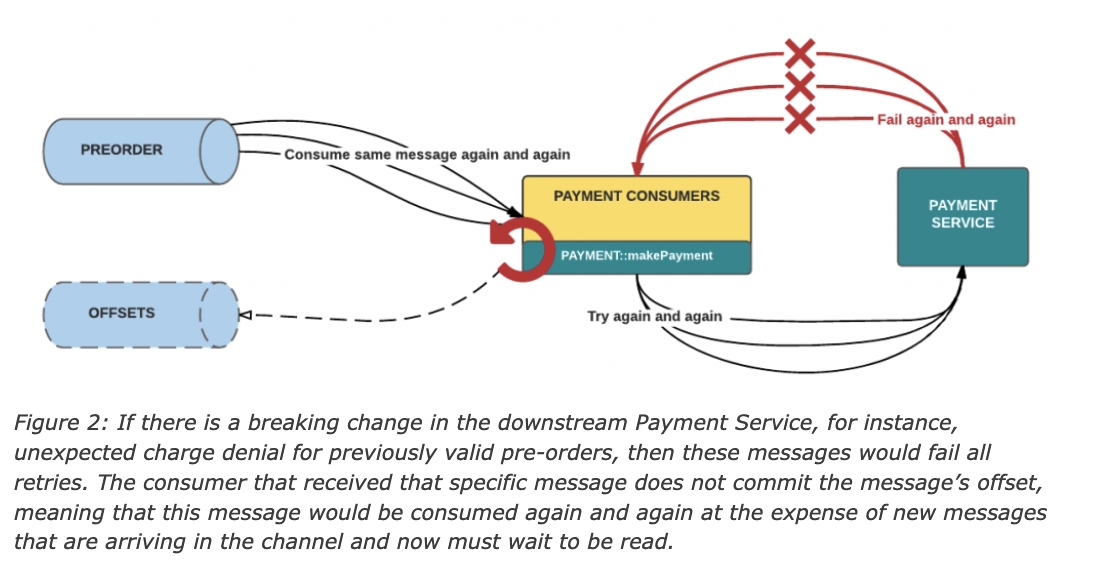 PREORDER
Consume same message again and again
Fail again and again
PAYMENT CONSUMERS
PAYMENT::makePayment
PAYMENT
SERVICE
OFFSETS
Try again and again
Figure 2: If there is a breaking change in the downstream Payment Service, for instance,
unexpected charge denial for previously valid pre-orders, then these messages would fail all
retries. The consumer that received that specific message does not commit the message’s offset,
meaning that this message would be consumed again and again at the expense of new messages
that are arriving in the channel and now must wait to be read.